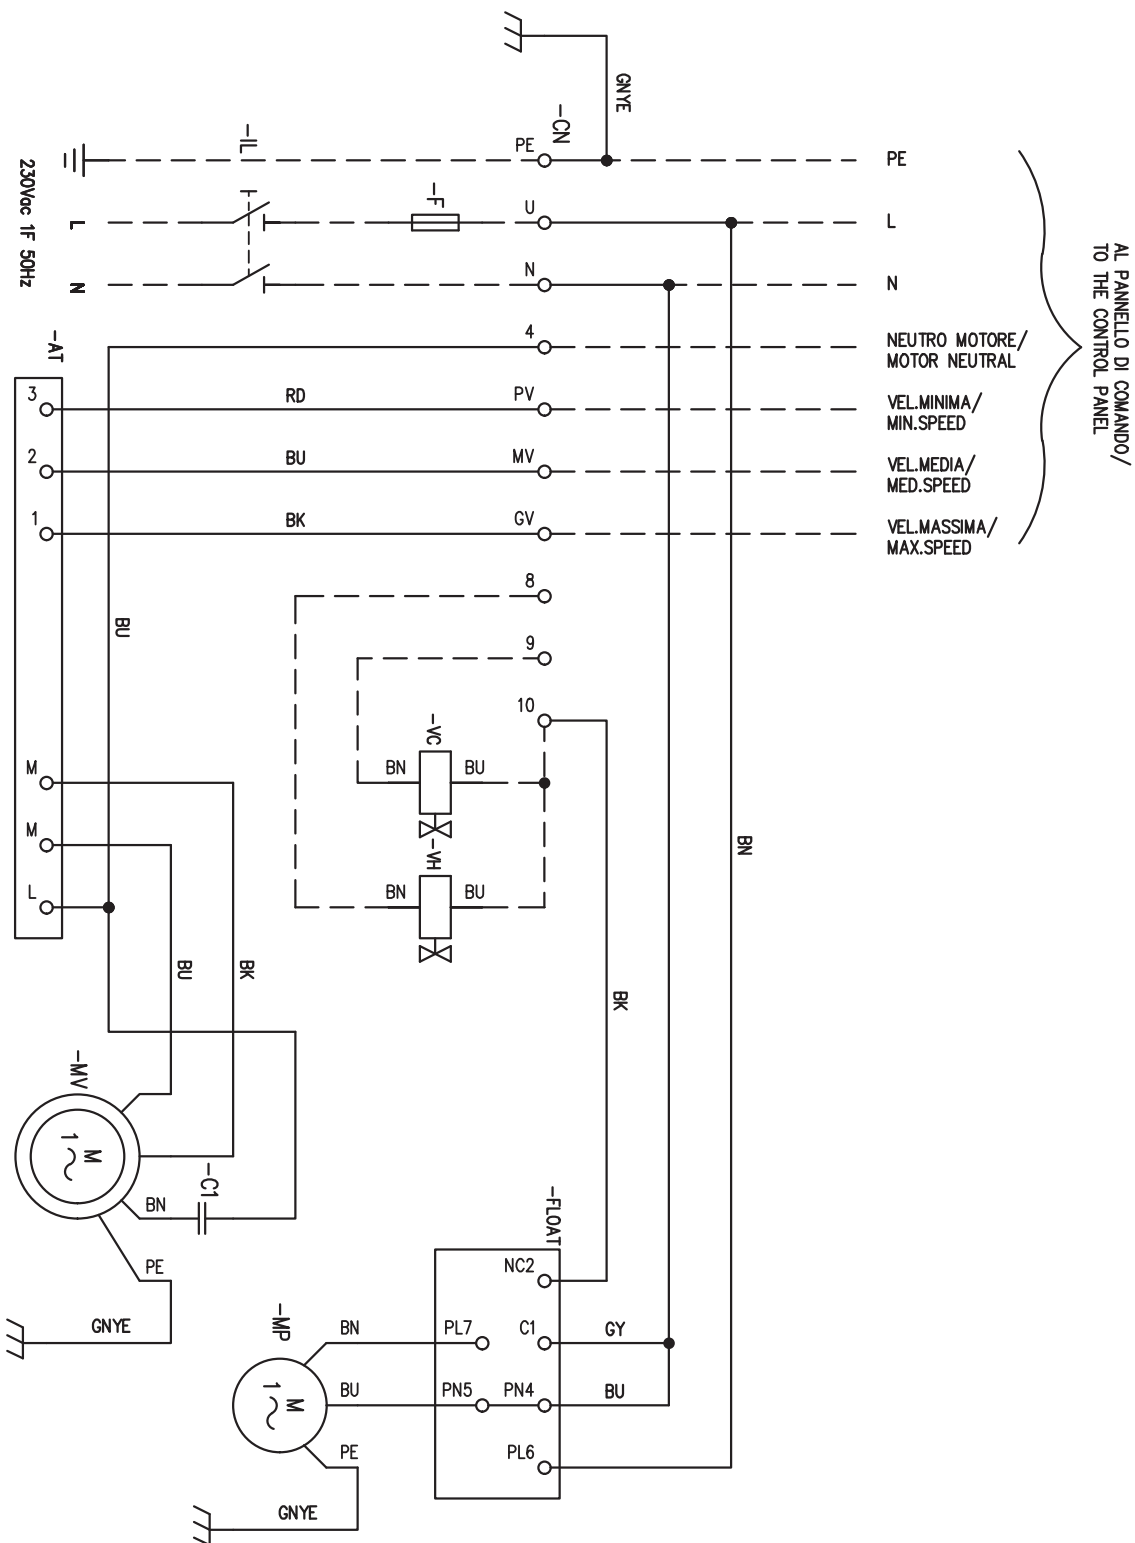 GNYE
-CN
PE
PE
-IL
-F
U
L
L
N
N
N
230Vac 1F 50Hz
AL PANNELLO DI COMANDO/
TO THE CONTROL PANEL
4
NEUTRO MOTORE/
MOTOR NEUTRAL
-AT
3
RD
PV
VEL.MINIMA/
MIN.SPEED
2
BU
MV
VEL.MEDIA/
MED.SPEED
1
BK
GV
VEL.MASSIMA/
MAX.SPEED
8
BU
9
10
-VC
BN
BU
M
M
BN
-VH
BN
BU
L
BU
BK
BK
-MV
M
1
-C1
BN
PE
GNYE
-FLOAT
NC2
-MP
BN
PL7
C1
GY
M
1
BU
PN5
PN4
BU
PE
PL6
GNYE